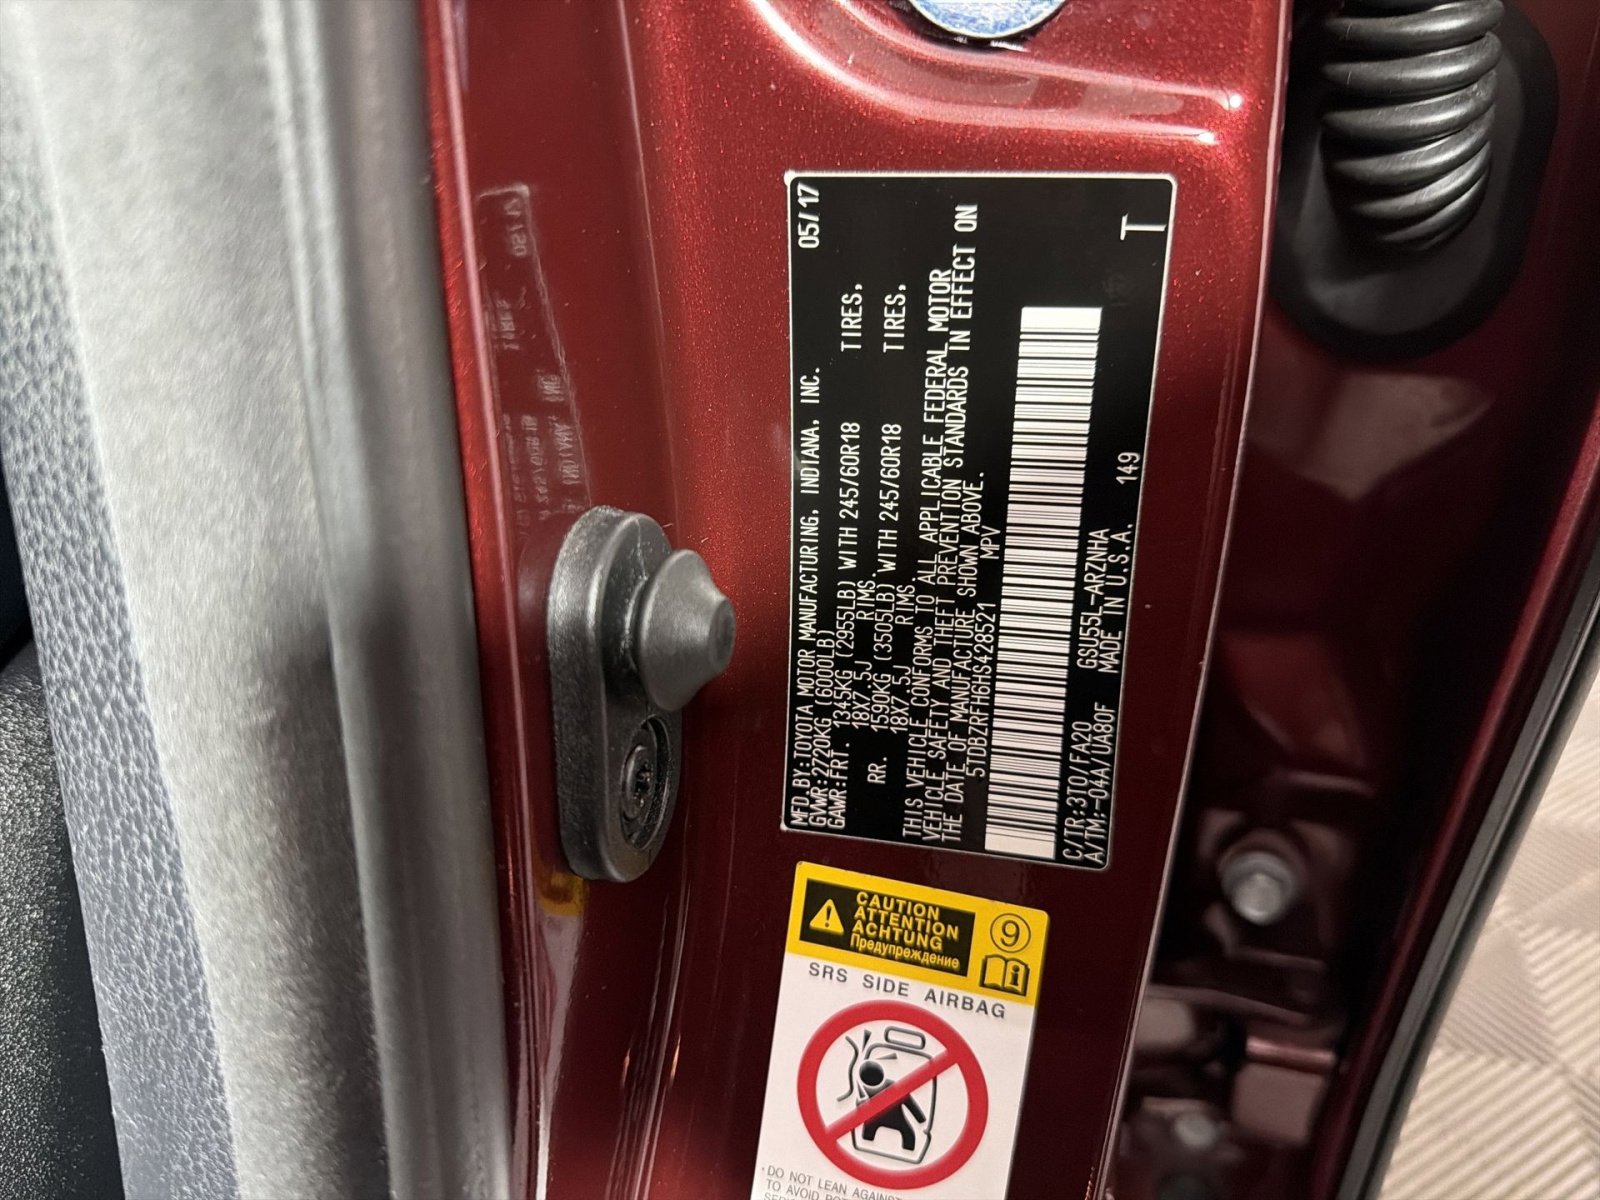 MFD.BY:TOYOTA MOTOR MANUFACTURING, INDIANA, INC. 05/17
GVWR:2720KG (6000LB)
GAWR:FRT. 1345KG (2955LB) WITH 245/60R18 TIRES,
18X7.5J RIMS.
RR. 1590KG (3505LB) WITH 245/60R18 TIRES,
18X7.5J RIMS.
THIS VEHICLE CONFORMS TO ALL APPLICABLE FEDERAL MOTOR
VEHICLE SAFETY AND THEFT PREVENTION STANDARDS IN EFFECT ON
THE DATE OF MANUFACTURE SHOWN ABOVE.
5TDBZRFH6HS428521 MPV
C/TR:3T0/FA20 GSU55L-ARZNHA 149
A/TM:-04A/UA80F MADE IN U.S.A. T
CAUTION
ATTENTION
ACHTUNG
Предупреждение
9
i
SRS SIDE AIRBAG
DO NOT LEAN AGAINST
TO AVOID